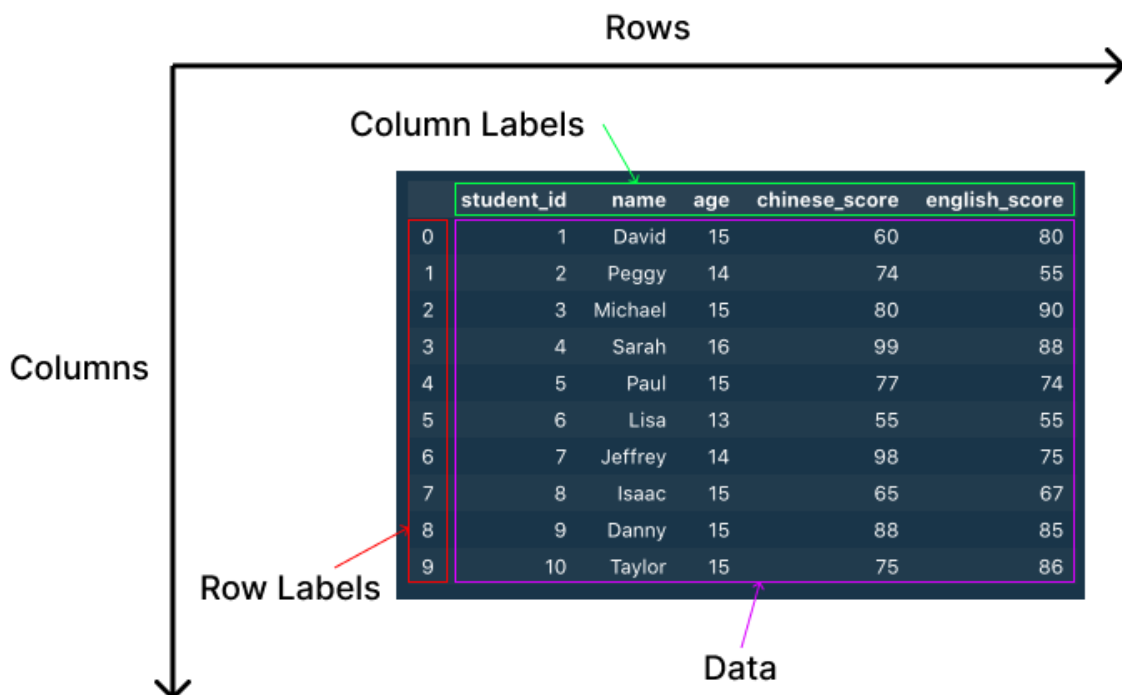 Rows
Column Labels
student_id name age chinese_score english_score
0 1 David 15 60 80
1 2 Peggy 14 74 55
2 3 Michael 15 80 90
3 4 Sarah 16 99 88
Columns
4 5 Paul 15 77 74
5 6 Lisa 13 55 55
6 7 Jeffrey 14 98 75
7 8 Isaac 15 65 67
8 9 Danny 15 88 85
9 10 Taylor 15 75 86
Row Labels
Data